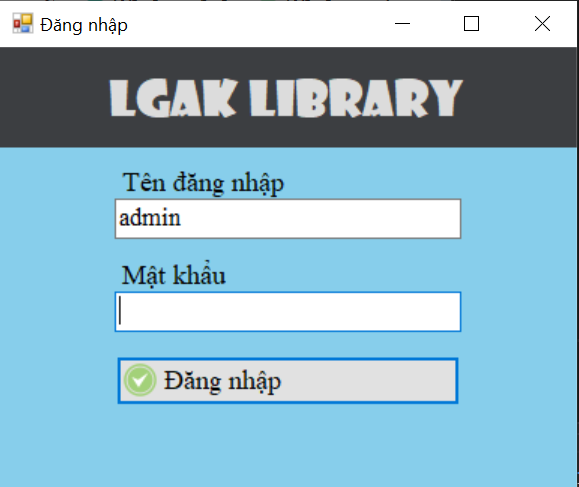 Đăng nhập
LGAK LIBRARY
Tên đăng nhập
admin
Mật khẩu
Đăng nhập